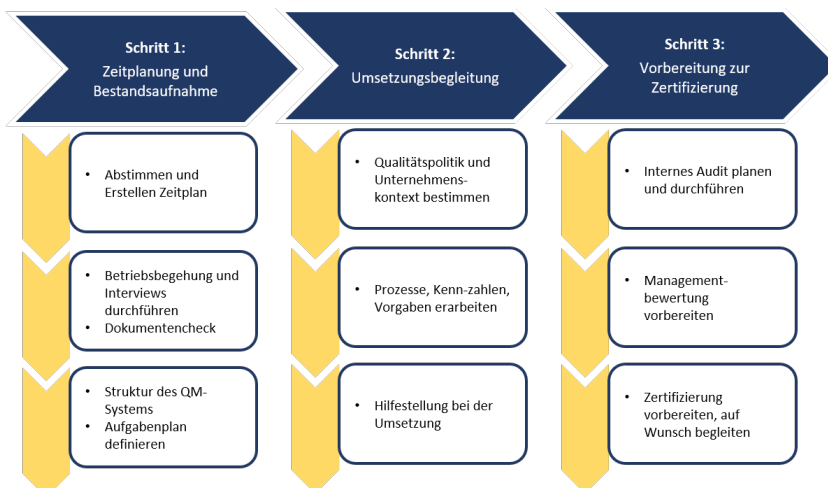 Schritt 1:
Zeitplanung und
Bestandsaufnahme
• Abstimmen und
Erstellen Zeitplan
• Betriebsbegehung und
Interviews
durchführen
• Dokumentencheck
• Struktur des QM-
Systems
• Aufgabenplan
definieren
Schritt 2:
Umsetzungsbegleitung
• Qualitätspolitik und
Unternehmens-
kontext bestimmen
• Prozesse, Kenn-zahlen,
Vorgaben erarbeiten
• Hilfestellung bei der
Umsetzung
Schritt 3:
Vorbereitung zur
Zertifizierung
• Internes Audit planen
und durchführen
• Management-
bewertung
vorbereiten
• Zertifizierung
vorbereiten, auf
Wunsch begleiten